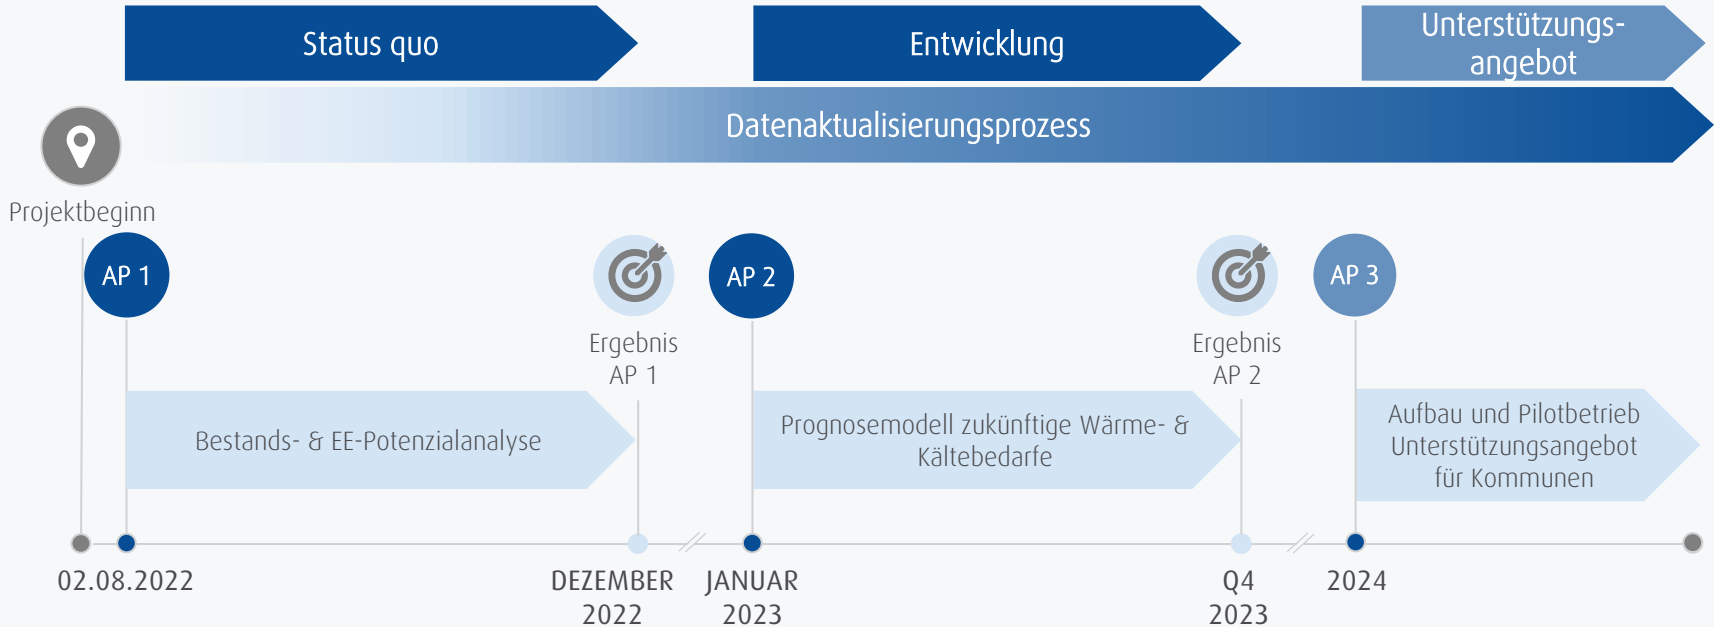 Status quo
Entwicklung
Unterstützungs-
angebot
Datenaktualisierungsprozess
Projektbeginn
AP 1
AP 2
AP 3
Ergebnis
AP 1
Ergebnis
AP 2
Bestands- & EE-Potenzialanalyse
Prognosemodell zukünftige Wärme- &
Kältebedarfe
Aufbau und Pilotbetrieb
Unterstützungsangebot
für Kommunen
02.08.2022
DEZEMBER
2022
JANUAR
2023
Q4
2023
2024